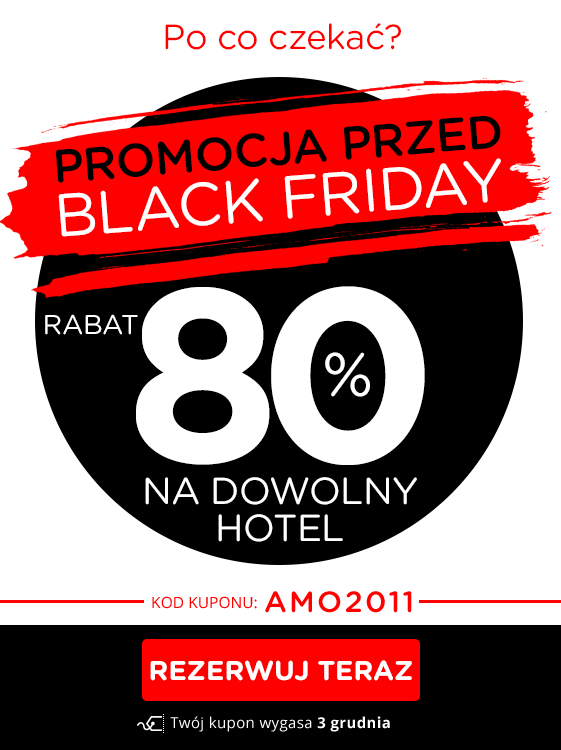 Po co czekać?
PROMOCJA PRZED
BLACK FRIDAY
RABAT 80%
NA DOWOLNY
HOTEL
KOD KUPONU: AMO2011
REZERWUJ TERAZ
Twój kupon wygasa 3 grudnia